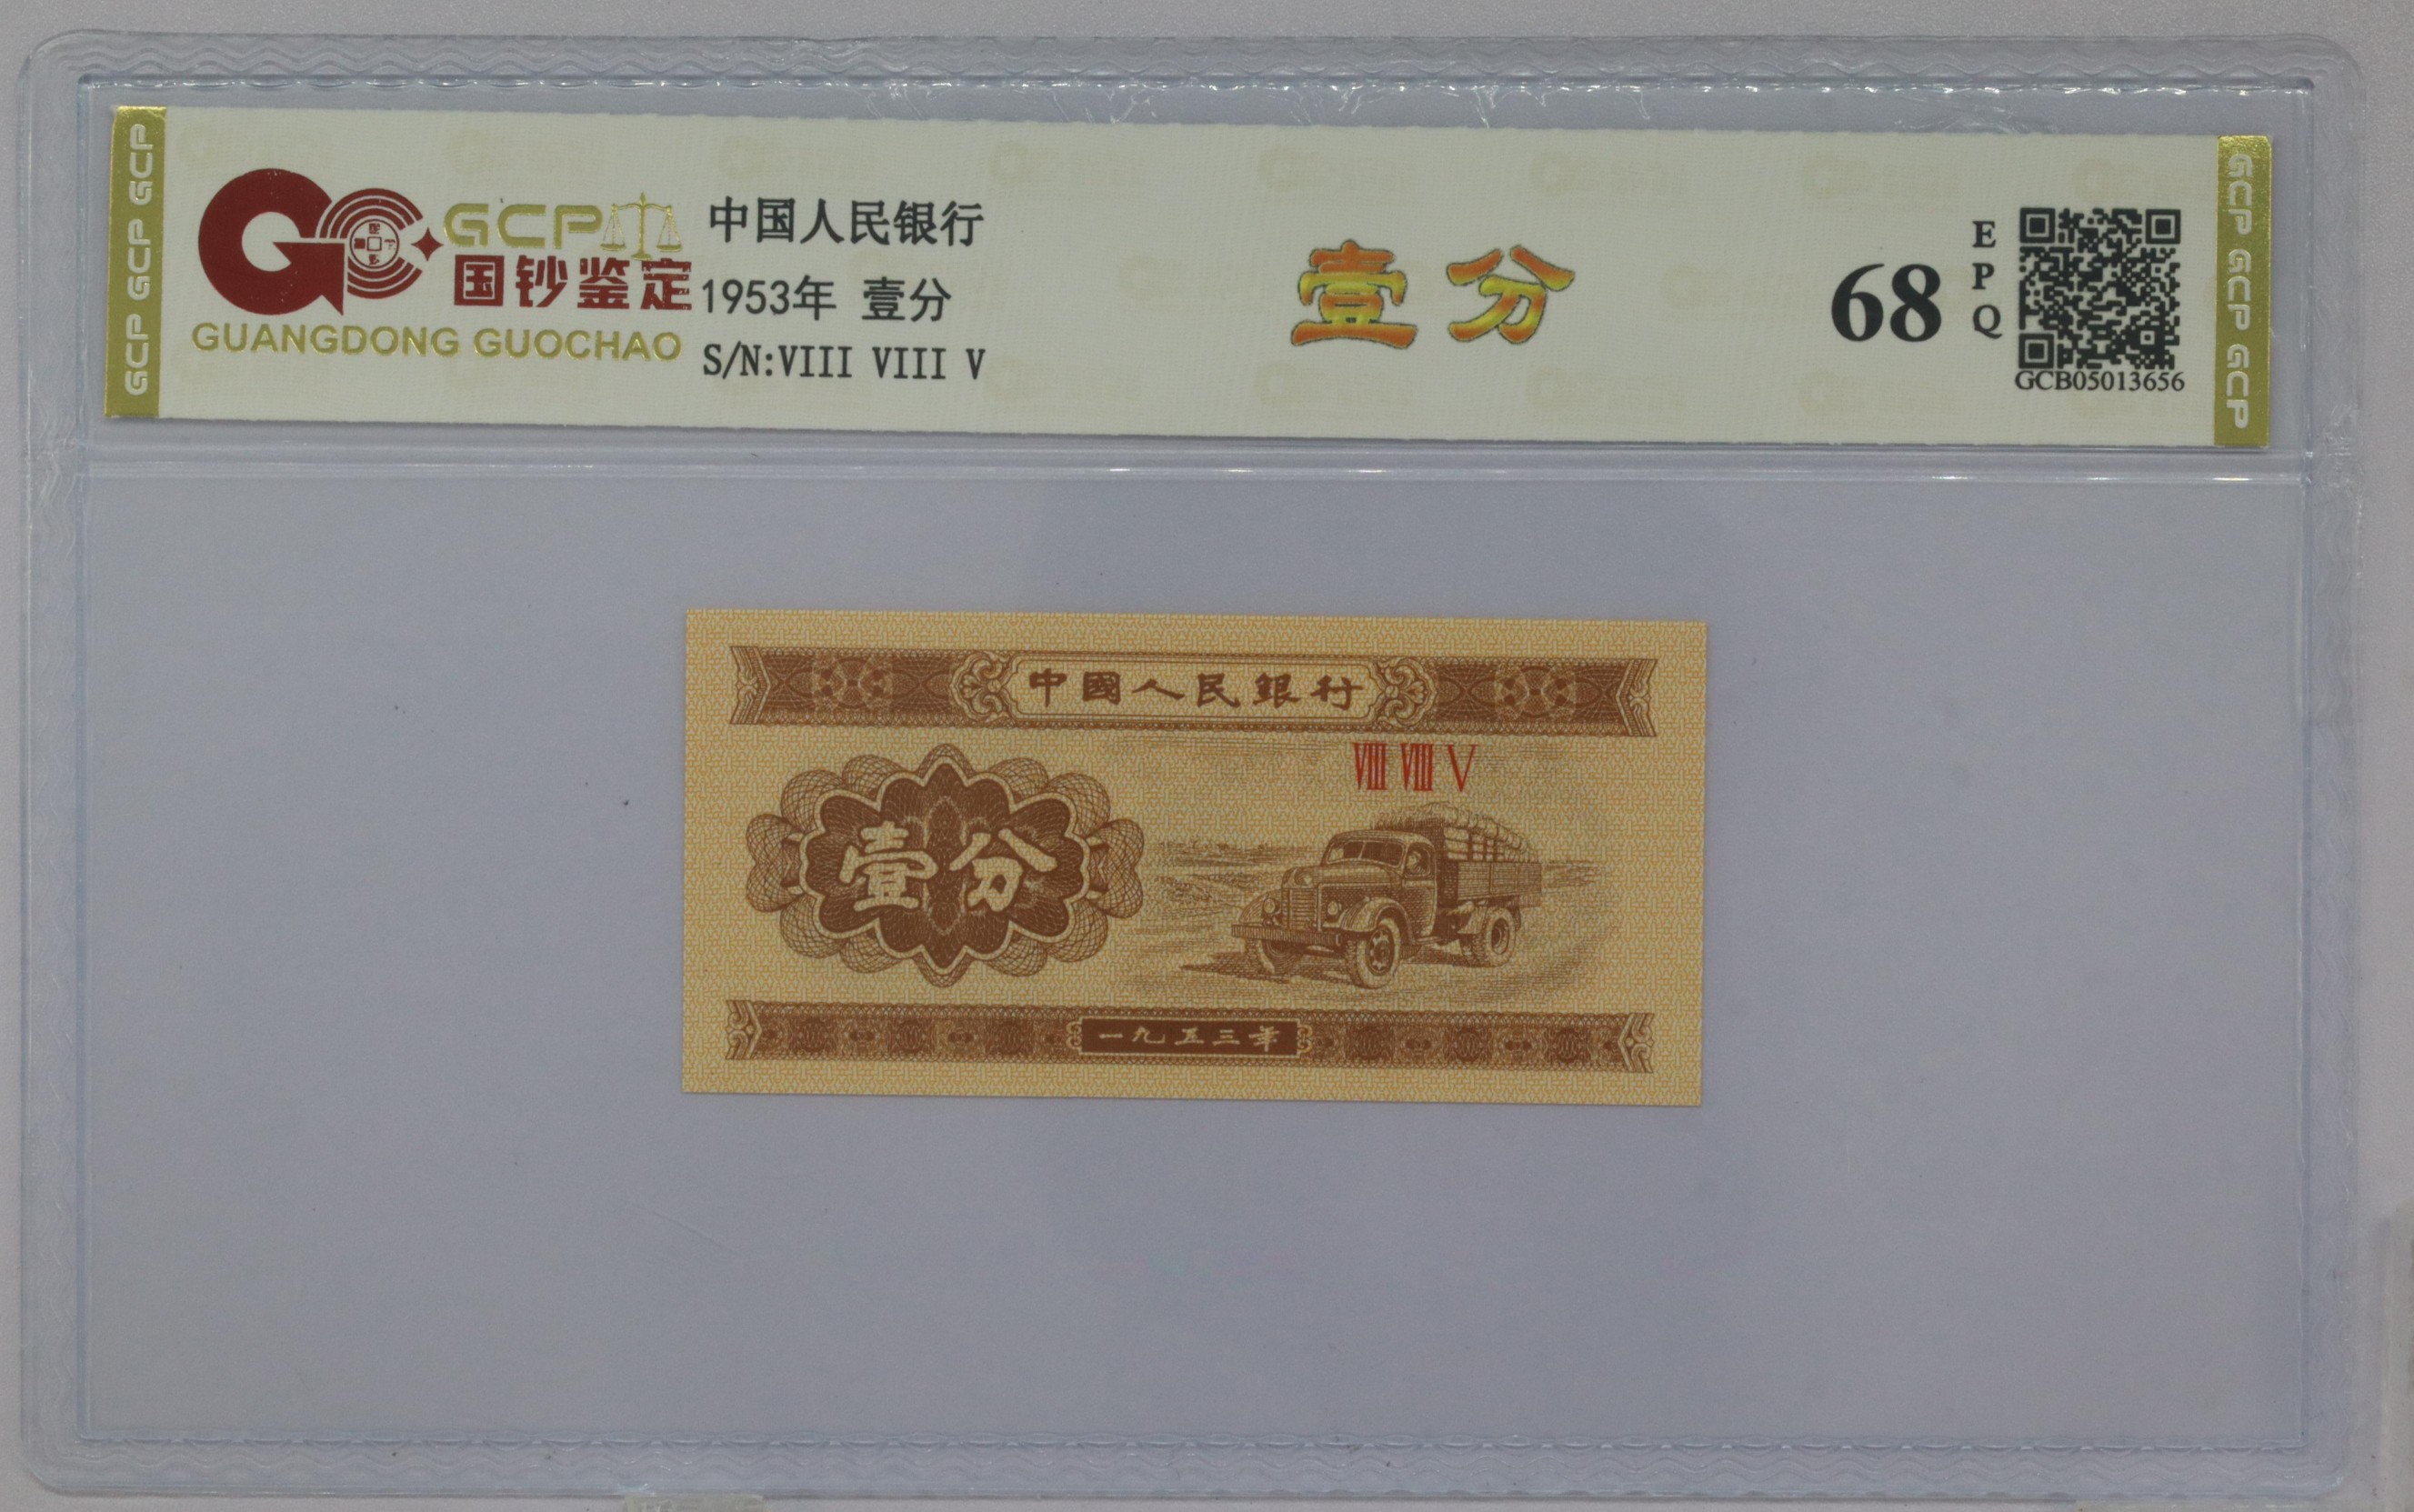 GCP GCP GCP
GCP
国钞鉴定
GUANGDONG GUOCHAO
中国人民银行
1953年 壹分
S/N:VIII VIII V
壹分
68
EPQ
GCB05013656
GCP GCP GCP
中國人民銀行
VIII VIII V
壹分
一九五三年